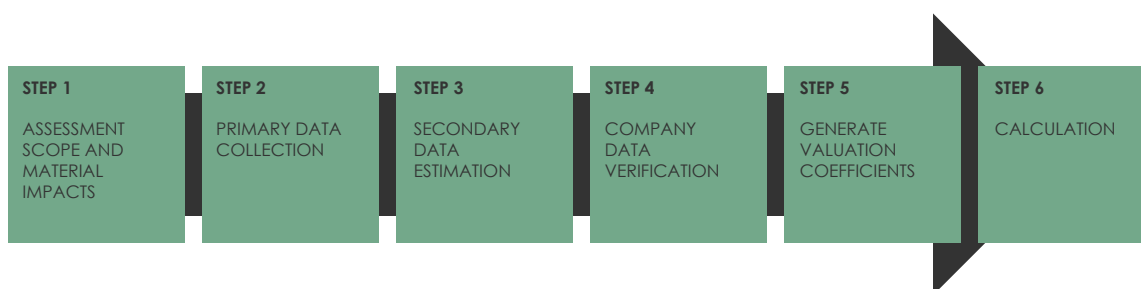 STEP 1
ASSESSMENT
SCOPE AND
MATERIAL
IMPACTS
STEP 2
PRIMARY DATA
COLLECTION
STEP 3
SECONDARY
DATA
ESTIMATION
STEP 4
COMPANY
DATA
VERIFICATION
STEP 5
GENERATE
VALUATION
COEFFICIENTS
STEP 6
CALCULATION